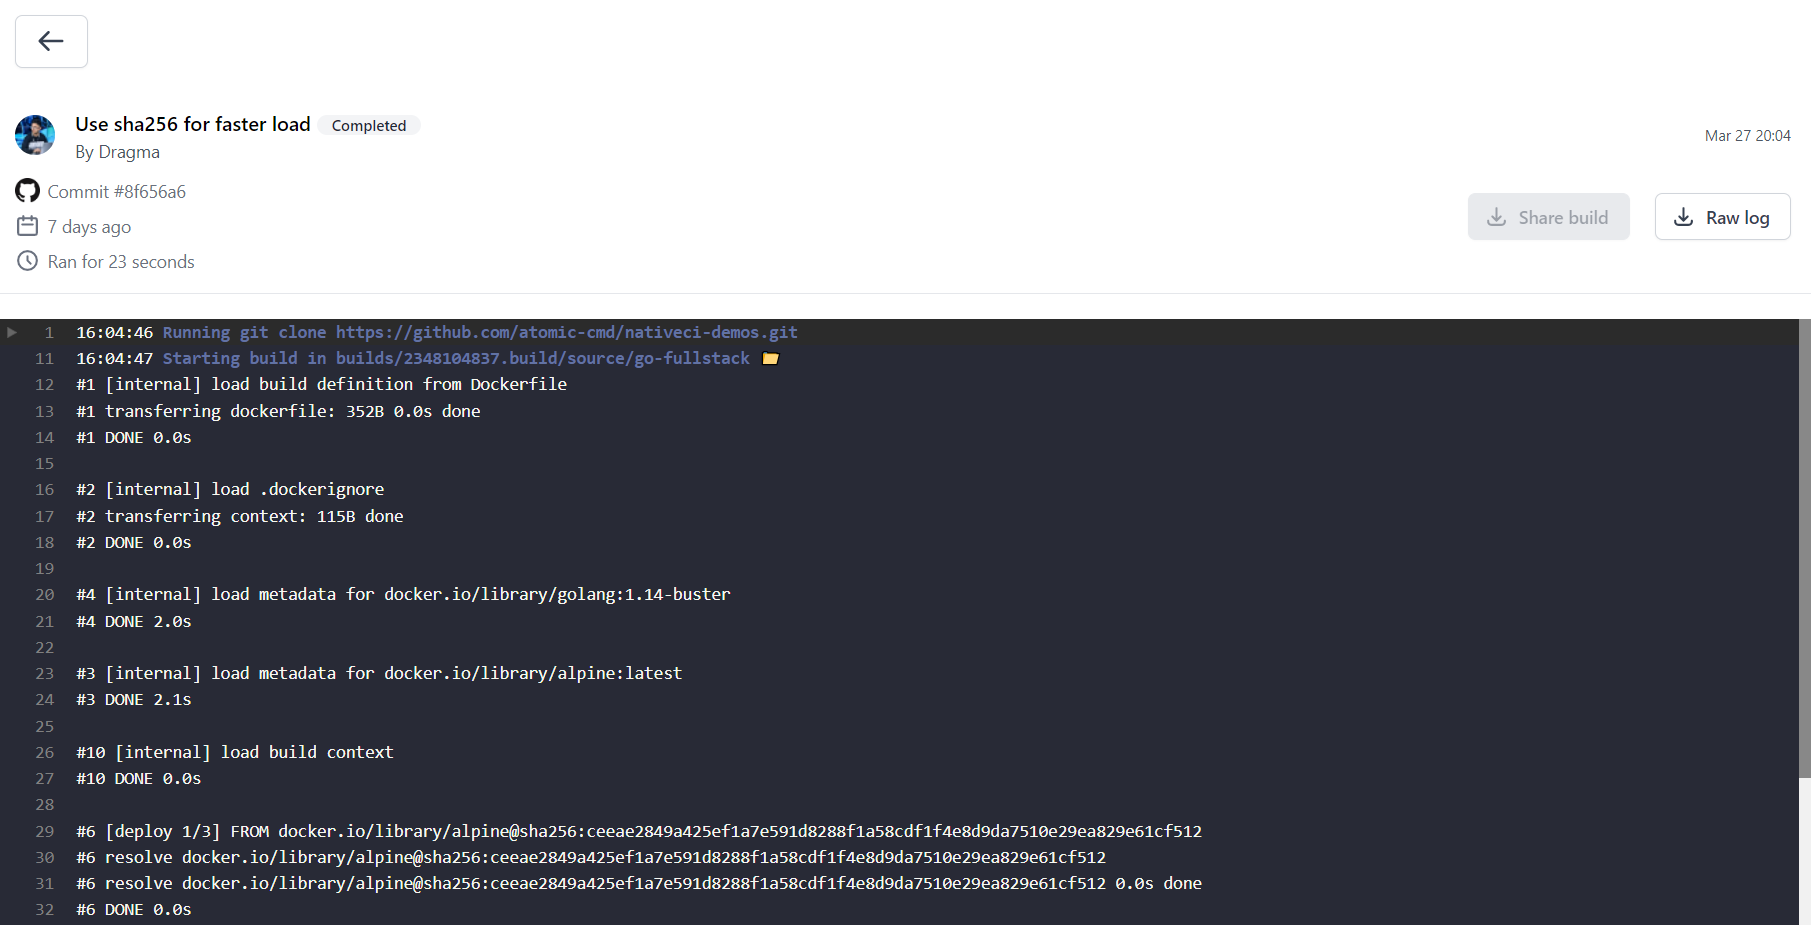 Use sha256 for faster load Completed
By Dragma
Mar 27 20:04
Commit #8f656a6
7 days ago
Ran for 23 seconds
Share build
Raw log
1 16:04:46 Running git clone https://github.com/atomic-cmd/nativeci-demos.git
11 16:04:47 Starting build in builds/2348104837.build/source/go-fullstack
12 #1 [internal] load build definition from Dockerfile
13 #1 transferring dockerfile: 352B 0.0s done
14 #1 DONE 0.0s
15
16 #2 [internal] load .dockerignore
17 #2 transferring context: 115B done
18 #2 DONE 0.0s
19
20 #4 [internal] load metadata for docker.io/library/golang:1.14-buster
21 #4 DONE 2.0s
22
23 #3 [internal] load metadata for docker.io/library/alpine:latest
24 #3 DONE 2.1s
25
26 #10 [internal] load build context
27 #10 DONE 0.0s
28
29 #6 [deploy 1/3] FROM docker.io/library/alpine@sha256:ceeae2849a425ef1a7e591d8288f1a58cdf1f4e8d9da7510e29ea829e61cf512
30 #6 resolve docker.io/library/alpine@sha256:ceeae2849a425ef1a7e591d8288f1a58cdf1f4e8d9da7510e29ea829e61cf512
31 #6 resolve docker.io/library/alpine@sha256:ceeae2849a425ef1a7e591d8288f1a58cdf1f4e8d9da7510e29ea829e61cf512 0.0s done
32 #6 DONE 0.0s